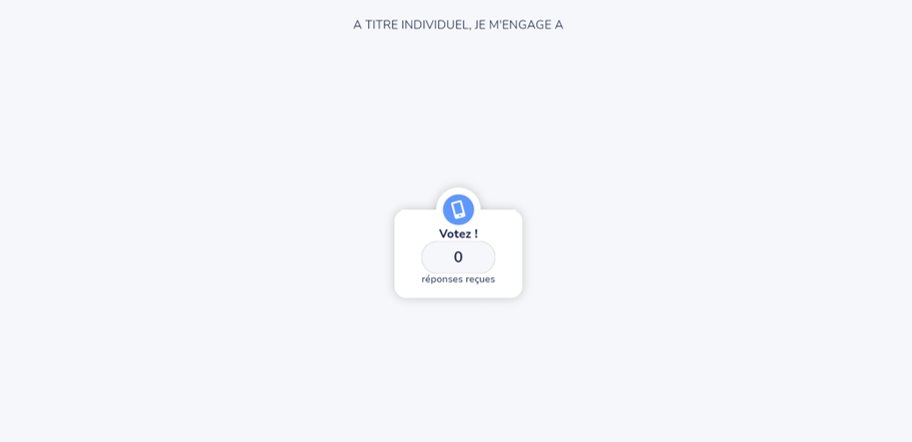 A TITRE INDIVIDUEL, JE M'ENGAGE A
Votez !
0
réponses reçues